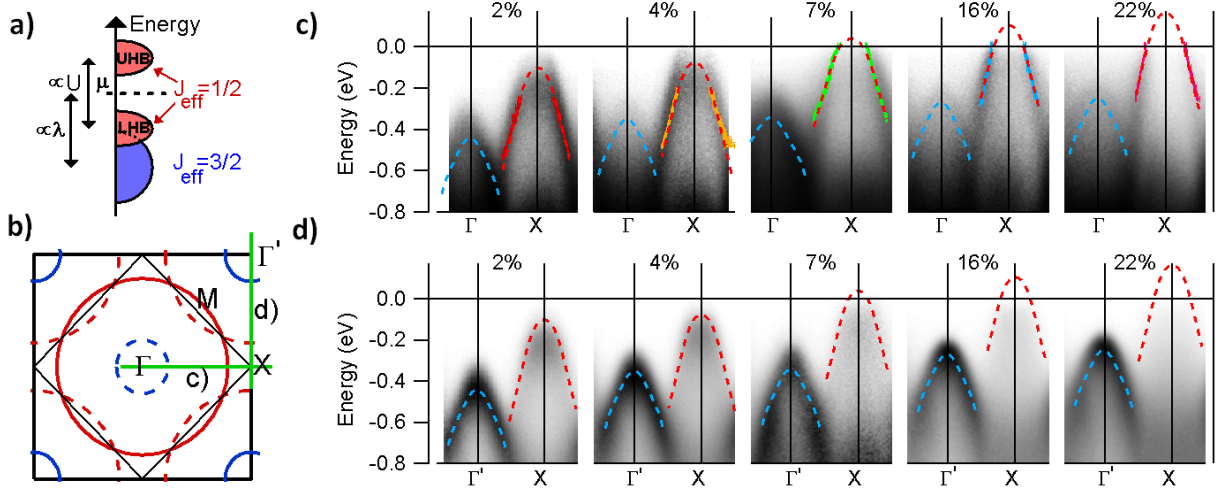 a)
Energy
UHB
∝U
μ
J eff=1/2
∝λ
LHB
J eff=3/2
b)
Γ'
M
d)
Γ
X
c)
c)
2% 4% 7% 16% 22%
Energy (eV)
0.0
-0.2
-0.4
-0.6
-0.8
Γ X Γ X Γ X Γ X Γ X
d)
2% 4% 7% 16% 22%
Energy (eV)
0.0
-0.2
-0.4
-0.6
-0.8
Γ' X Γ' X Γ' X Γ' X Γ' X